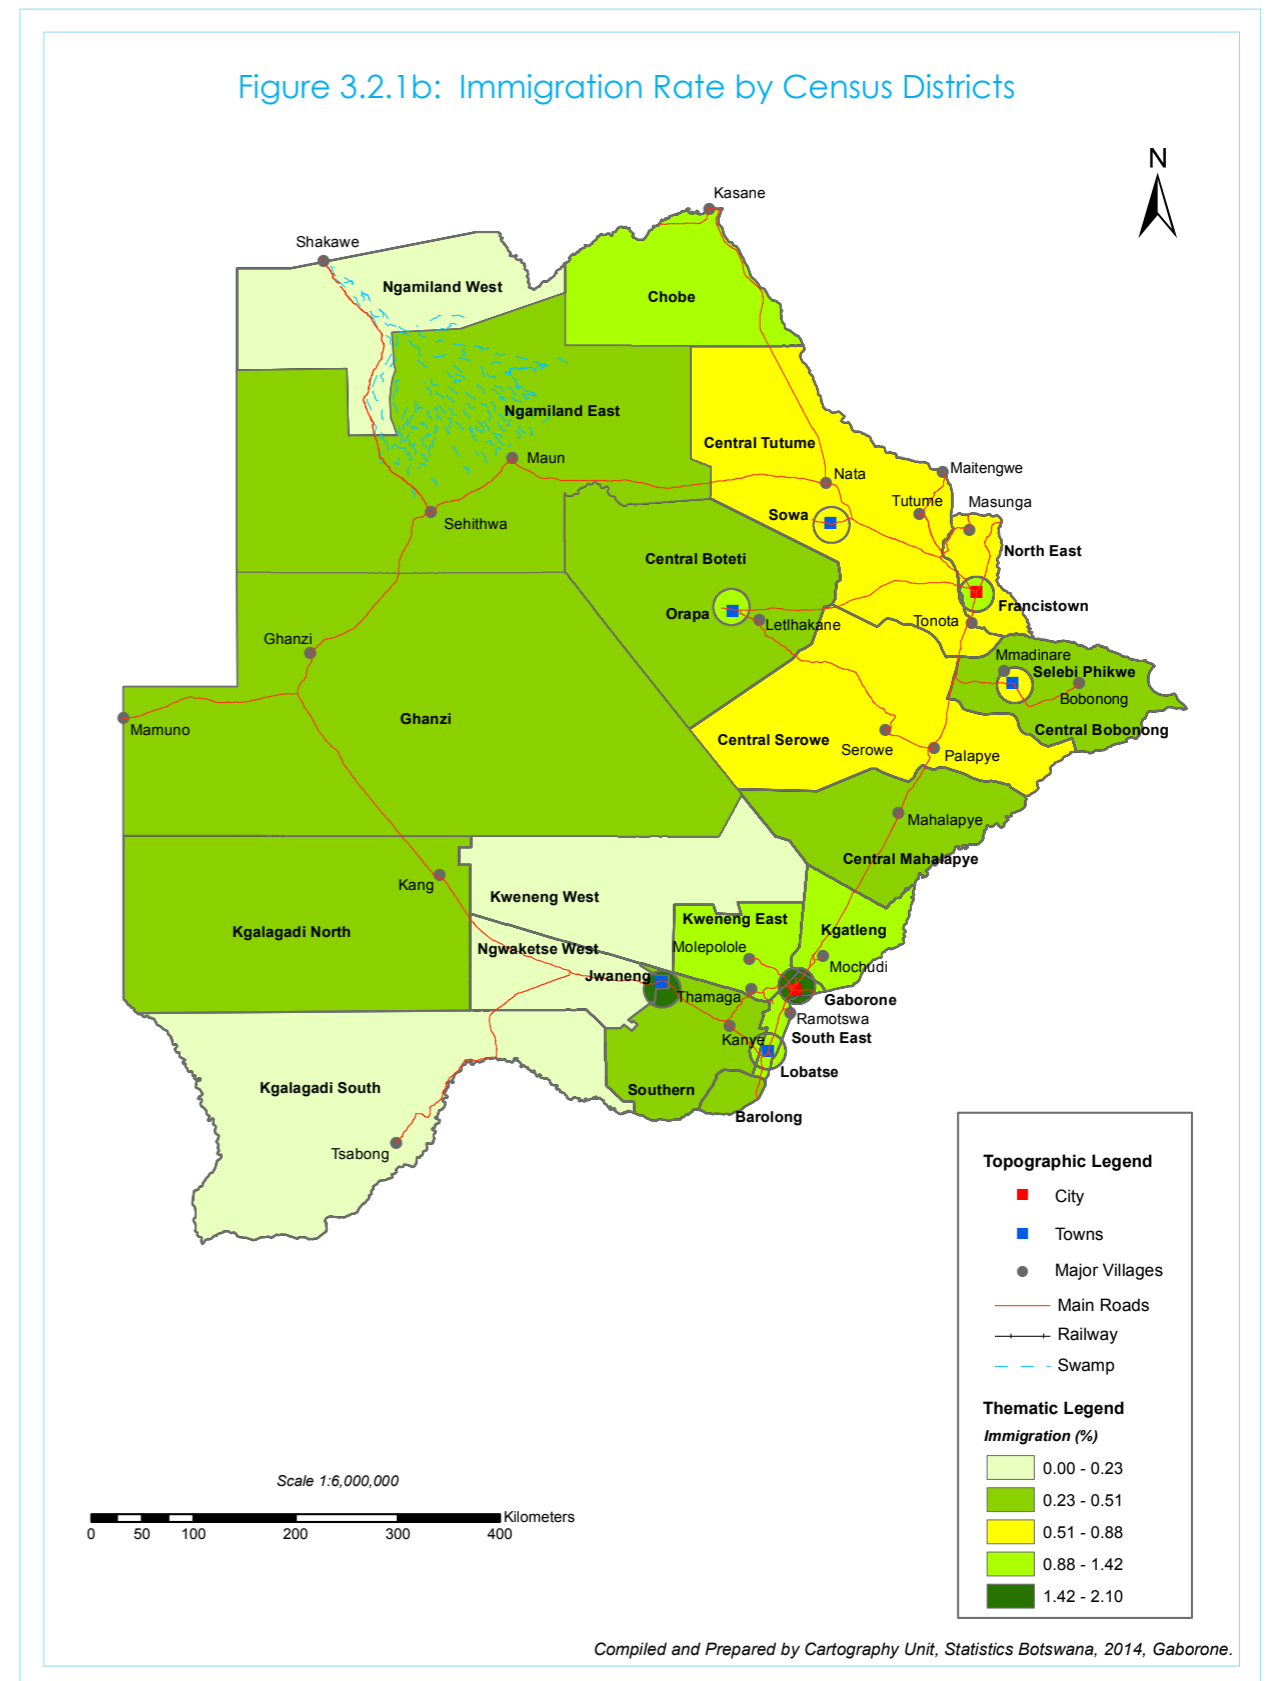 Figure 3.2.1b: Immigration Rate by Census Districts
N
Kasane
Shakawe
Ngamiland West
Chobe
Ngamiland East
Central Tutume
Maun
Nata
Maitengwe
Tutume
Masunga
Sowa
Sehithwa
North East
Central Boteti
Francistown
Orapa
Letlhakane
Tonota
Ghanzi
Mmadinare
Selebi Phikwe
Bobonong
Ghanzi
Mamuno
Central Serowe
Central Bobonong
Serowe
Palapye
Mahalapye
Central Mahalapye
Kang
Kweneng West
Kweneng East
Kgatleng
Kgalagadi North
Ngwaketse West
Molepolole
Mochudi
Jwaneng
Thamaga
Gaborone
Ramotswa
Kanye
South East
Lobatse
Kgalagadi South
Southern
Barolong
Tsabong
Topographic Legend
City
Towns
Major Villages
Main Roads
Railway
Swamp
Thematic Legend
Immigration (%)
0.00 - 0.23
0.23 - 0.51
0.51 - 0.88
0.88 - 1.42
1.42 - 2.10
Scale 1:6,000,000
Kilometers
0 50 100 200 300 400
Compiled and Prepared by Cartography Unit, Statistics Botswana, 2014, Gaborone.